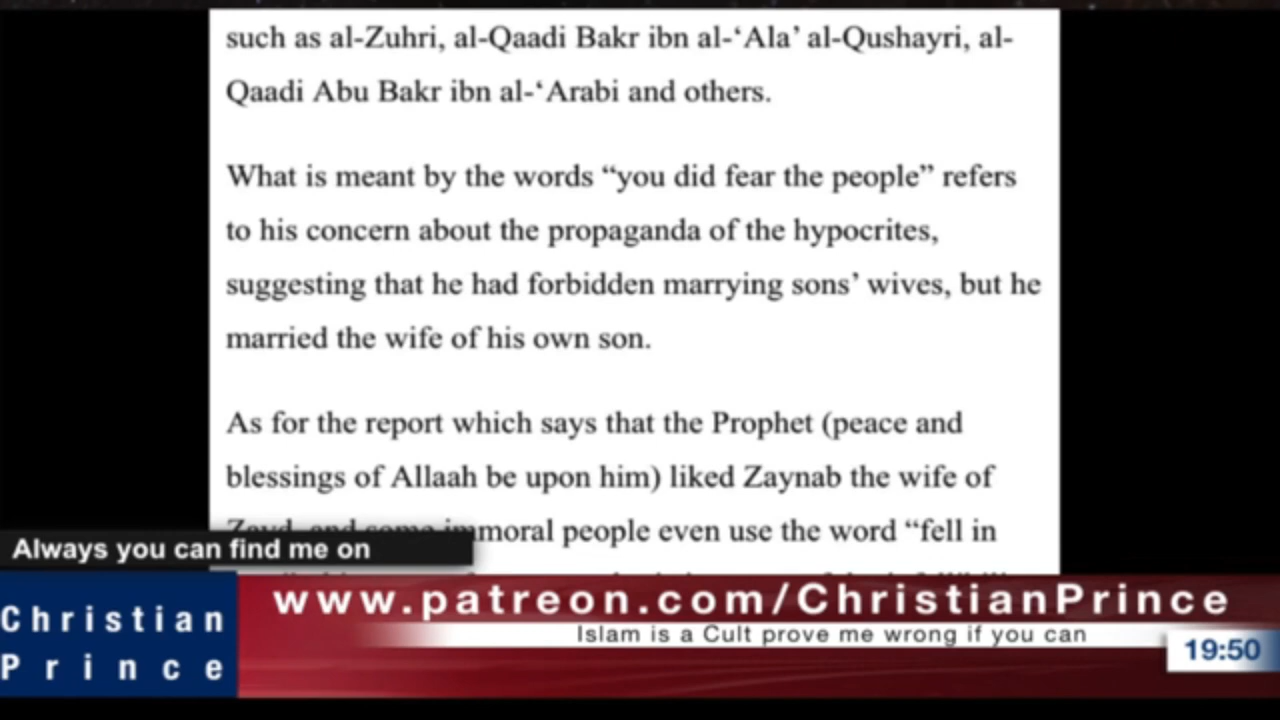 such as al-Zuhri, al-Qaadi Bakr ibn al-‘Ala’ al-Qushayri, al-
Qaadi Abu Bakr ibn al-‘Arabi and others.
What is meant by the words “you did fear the people” refers
to his concern about the propaganda of the hypocrites,
suggesting that he had forbidden marrying sons’ wives, but he
married the wife of his own son.
As for the report which says that the Prophet (peace and
blessings of Allaah be upon him) liked Zaynab the wife of
Zayd, and some immoral people even use the word “fell in
Always you can find me on
www.patreon.com/ChristianPrince
Christian
Prince
Islam is a Cult prove me wrong if you can
19:50